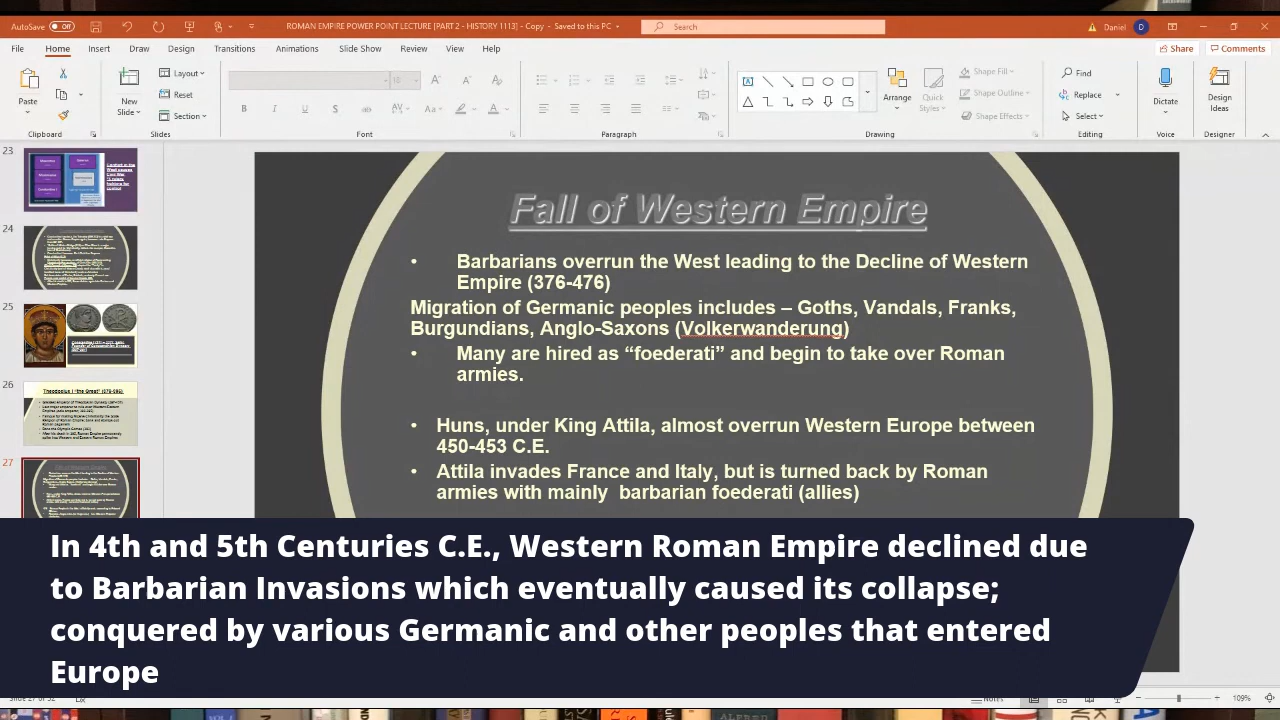 AutoSave Off
ROMAN EMPIRE POWER POINT LECTURE [PART 2 - HISTORY 1113] - Copy - Saved to this PC
Search
Daniel D
File Home Insert Draw Design Transitions Animations Slide Show Review View Help
Share Comments
Paste
New Slide
Layout
Reset
Section
Arrange
Quick Styles
Shape Fill
Shape Outline
Shape Effects
Find
Replace
Select
Dictate
Design Ideas
Clipboard Slides Font Paragraph Drawing Editing Voice Designer
23
24
25
26
27
Fall of Western Empire
• Barbarians overrun the West leading to the Decline of Western
Empire (376-476)
Migration of Germanic peoples includes – Goths, Vandals, Franks,
Burgundians, Anglo-Saxons (Volkerwanderung)
• Many are hired as “foederati” and begin to take over Roman
armies.
• Huns, under King Attila, almost overrun Western Europe between
450-453 C.E.
• Attila invades France and Italy, but is turned back by Roman
armies with mainly barbarian foederati (allies)
In 4th and 5th Centuries C.E., Western Roman Empire declined due
to Barbarian Invasions which eventually caused its collapse;
conquered by various Germanic and other peoples that entered
Europe
109%